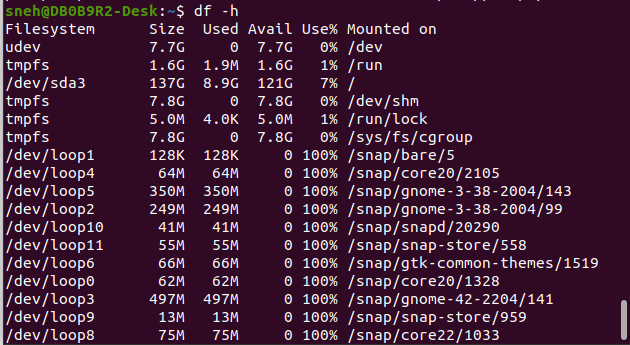 sneh@DB0B9R2-Desk:~$ df -h
Filesystem      Size  Used Avail Use% Mounted on
udev            7.7G     0  7.7G   0% /dev
tmpfs           1.6G  1.9M  1.6G   1% /run
/dev/sda3       137G  8.9G  121G   7% /
tmpfs           7.8G     0  7.8G   0% /dev/shm
tmpfs           5.0M  4.0K  5.0M   1% /run/lock
tmpfs           7.8G     0  7.8G   0% /sys/fs/cgroup
/dev/loop1      128K  128K     0 100% /snap/bare/5
/dev/loop4       64M   64M     0 100% /snap/core20/2105
/dev/loop5      350M  350M     0 100% /snap/gnome-3-38-2004/143
/dev/loop2      249M  249M     0 100% /snap/gnome-3-38-2004/99
/dev/loop10      41M   41M     0 100% /snap/snapd/20290
/dev/loop11      55M   55M     0 100% /snap/snap-store/558
/dev/loop6       66M   66M     0 100% /snap/gtk-common-themes/1519
/dev/loop0       62M   62M     0 100% /snap/core20/1328
/dev/loop3      497M  497M     0 100% /snap/gnome-42-2204/141
/dev/loop9       13M   13M     0 100% /snap/snap-store/959
/dev/loop8       75M   75M     0 100% /snap/core22/1033